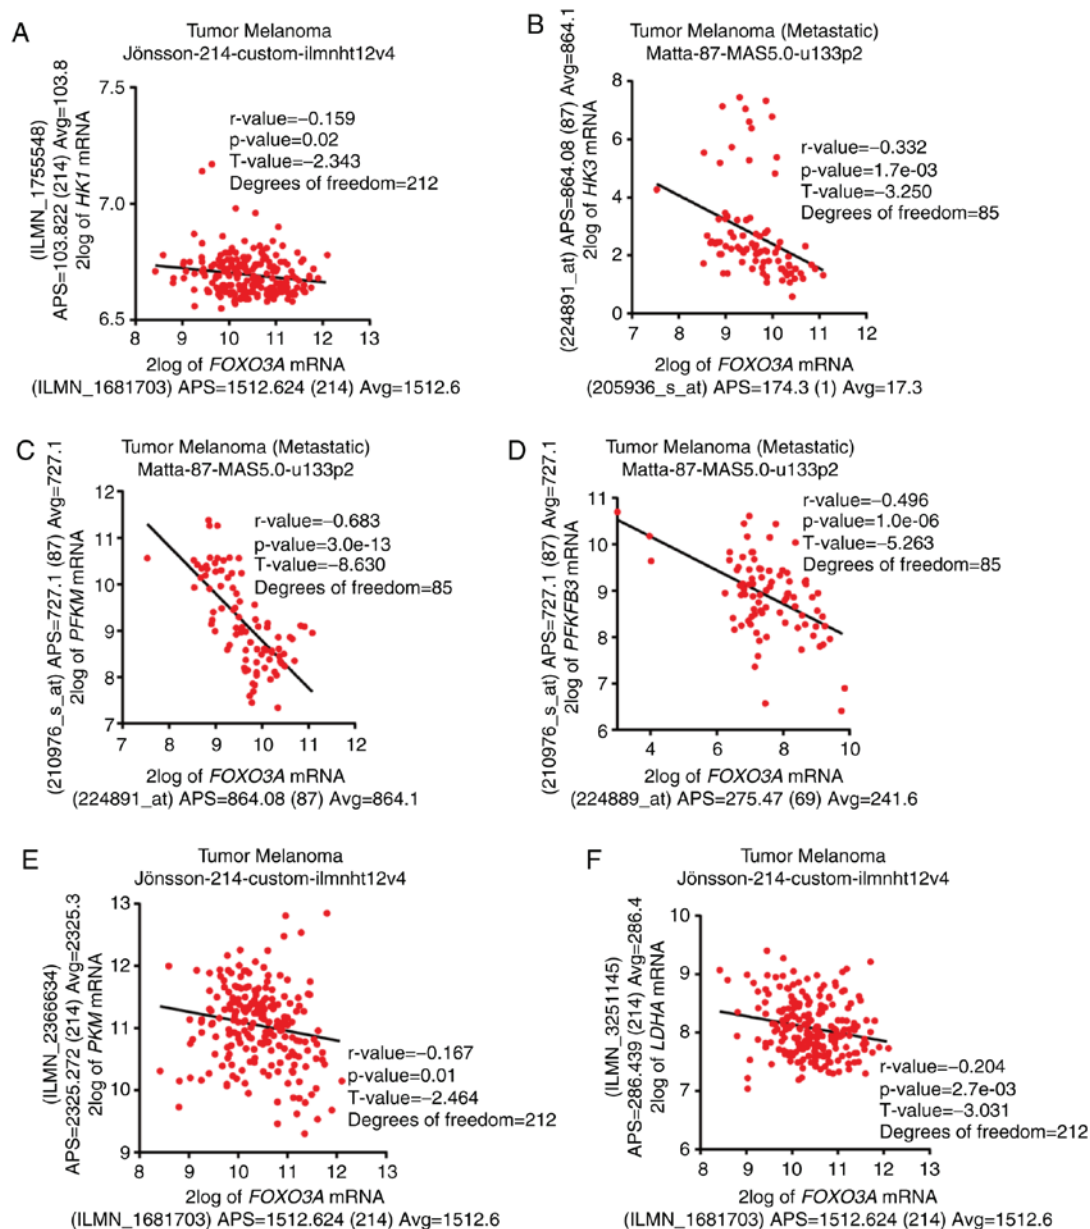 A
Tumor Melanoma
Jönsson-214-custom-ilmnht12v4
(ILMN_1755548)
APS=103.822 (214) Avg=103.8
2log of HK1 mRNA
7.5
7.0
6.5
r-value=−0.159
p-value=0.02
T-value=−2.343
Degrees of freedom=212
8 9 10 11 12 13
2log of FOXO3A mRNA
(ILMN_1681703) APS=1512.624 (214) Avg=1512.6
B
Tumor Melanoma (Metastatic)
Matta-87-MAS5.0-u133p2
(224891_at) APS=864.08 (87) Avg=864.1
2log of HK3 mRNA
8
6
4
2
0
r-value=−0.332
p-value=1.7e-03
T-value=−3.250
Degrees of freedom=85
7 8 9 10 11 12
2log of FOXO3A mRNA
(205936_s_at) APS=174.3 (1) Avg=17.3
C
Tumor Melanoma (Metastatic)
Matta-87-MAS5.0-u133p2
(210976_s_at) APS=727.1 (87) Avg=727.1
2log of PFKM mRNA
12
11
10
9
8
7
r-value=−0.683
p-value=3.0e-13
T-value=−8.630
Degrees of freedom=85
7 8 9 10 11 12
2log of FOXO3A mRNA
(224891_at) APS=864.08 (87) Avg=864.1
D
Tumor Melanoma (Metastatic)
Matta-87-MAS5.0-u133p2
(210976_s_at) APS=727.1 (87) Avg=727.1
2log of PFKFB3 mRNA
11
10
9
8
7
6
r-value=−0.496
p-value=1.0e-06
T-value=−5.263
Degrees of freedom=85
4 6 8 10
2log of FOXO3A mRNA
(224889_at) APS=275.47 (69) Avg=241.6
E
Tumor Melanoma
Jönsson-214-custom-ilmnht12v4
(ILMN_2366634)
APS=2325.272 (214) Avg=2325.3
2log of PKM mRNA
13
12
11
10
9
r-value=−0.167
p-value=0.01
T-value=−2.464
Degrees of freedom=212
8 9 10 11 12 13
2log of FOXO3A mRNA
(ILMN_1681703) APS=1512.624 (214) Avg=1512.6
F
Tumor Melanoma
Jönsson-214-custom-ilmnht12v4
(ILMN_3251145)
APS=286.439 (214) Avg=286.4
2log of LDHA mRNA
10
9
8
7
6
r-value=−0.204
p-value=2.7e-03
T-value=−3.031
Degrees of freedom=212
8 9 10 11 12 13
2log of FOXO3A mRNA
(ILMN_1681703) APS=1512.624 (214) Avg=1512.6